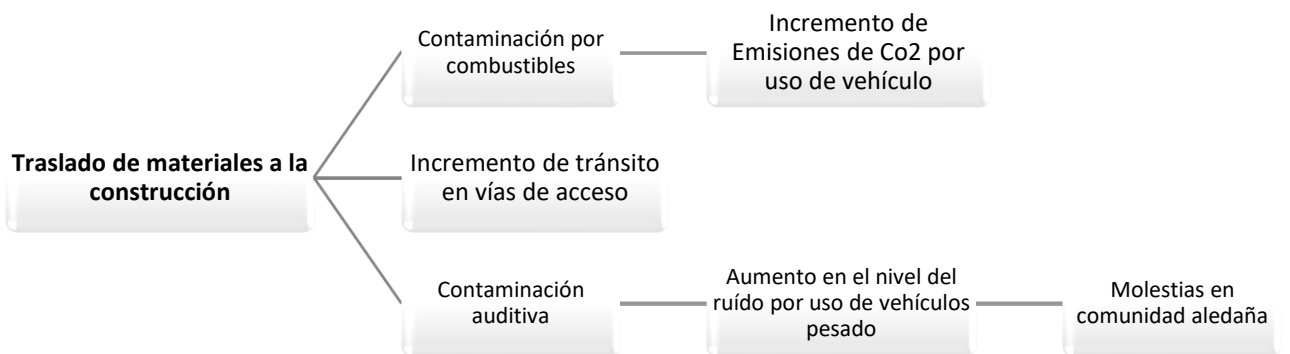 Contaminación por
combustibles
Incremento de
Emisiones de Co2 por
uso de vehículo
Traslado de materiales a la
construcción
Incremento de tránsito
en vías de acceso
Contaminación
auditiva
Aumento en el nivel del
ruído por uso de vehículos
pesado
Molestias en
comunidad aledaña